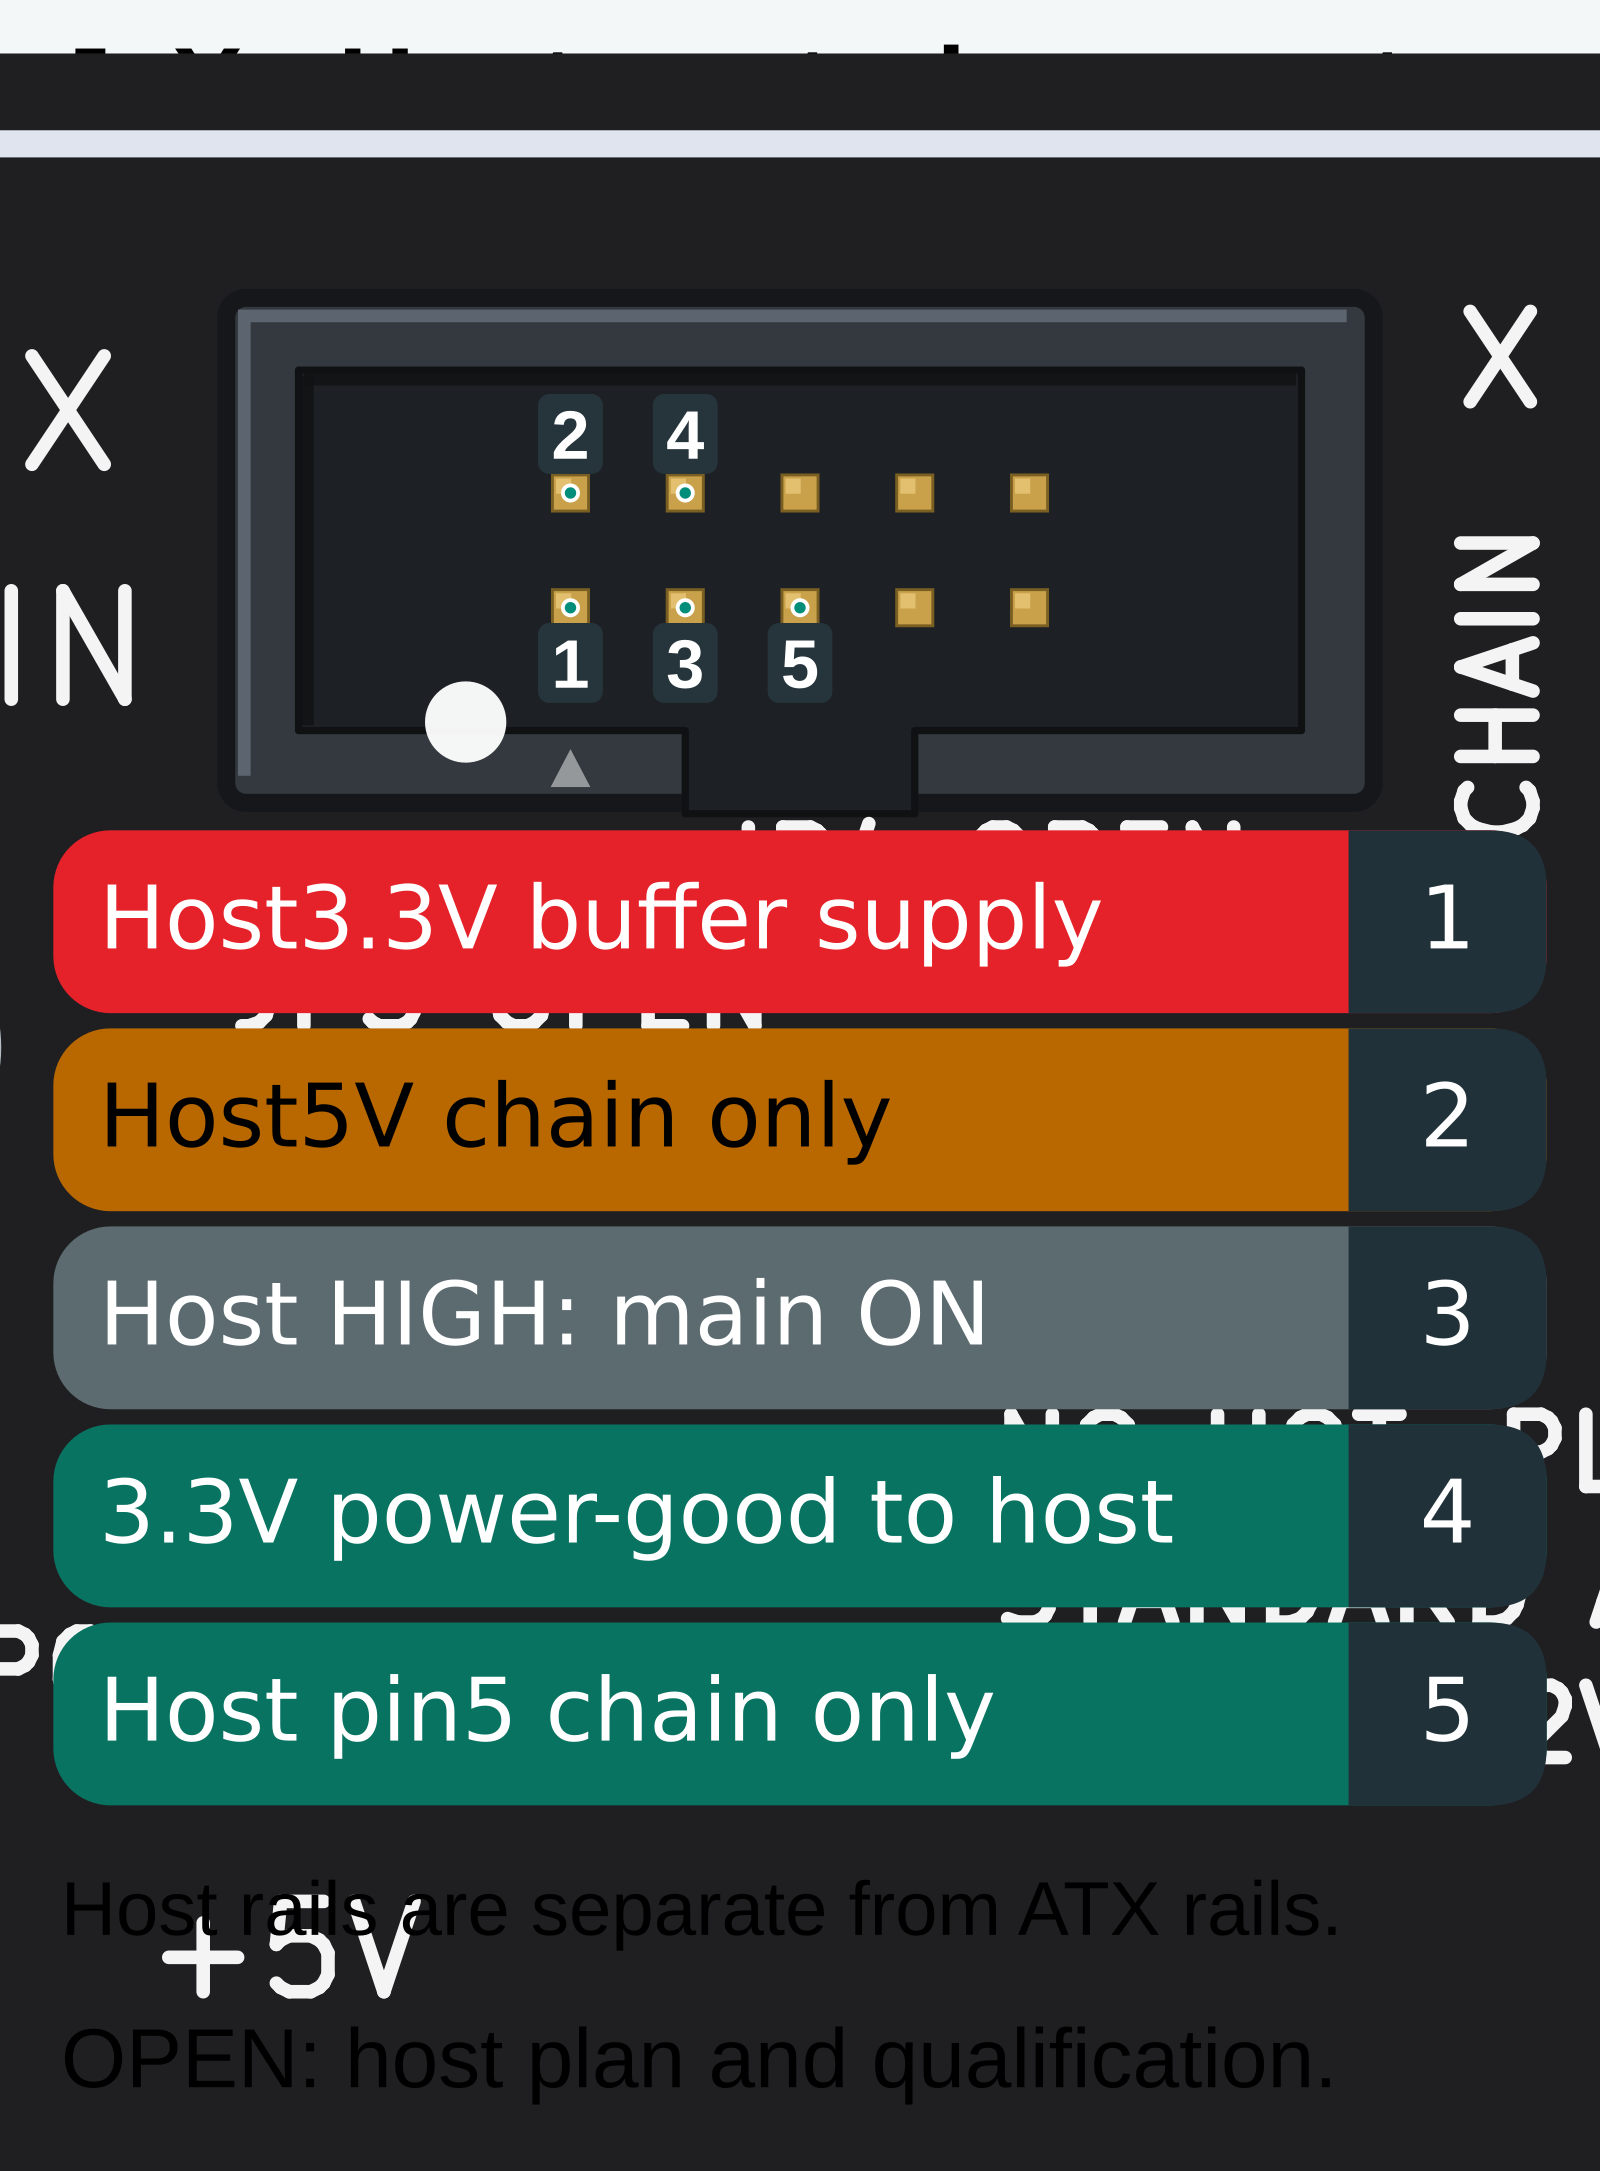 X
X
2 4
IN
CHAIN
1 3 5
Host3.3V buffer supply 1
Host5V chain only 2
Host HIGH: main ON 3
3.3V power-good to host 4
Host pin5 chain only 5
Host rails are separate from ATX rails.
+5V
OPEN: host plan and qualification.